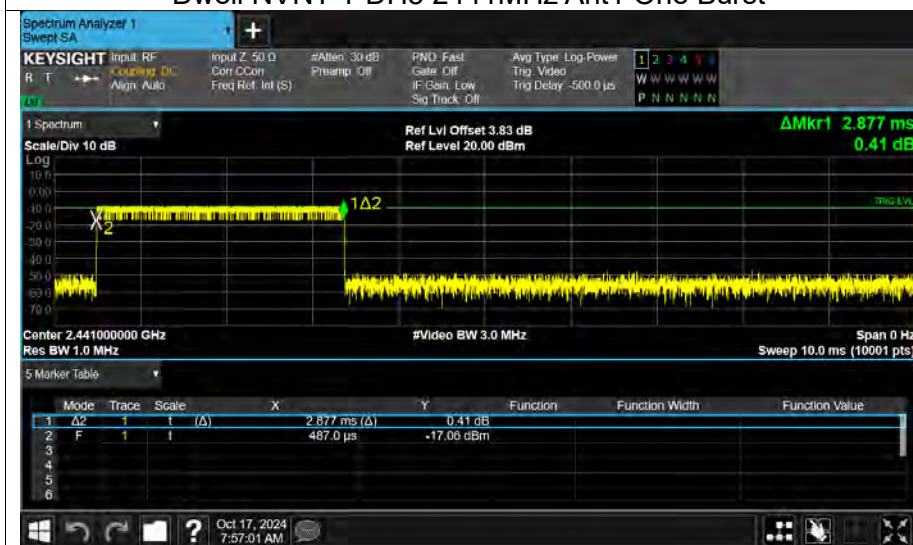 Dwell NVNT 1-DH5 2441MHz Ant1 One Burst
Spectrum Analyzer 1
Swept SA
+
KEYSIGHT Input: RF Input Z: 50 Ω #Atten: 30 dB PNO: Fast Avg Type: Log-Power 1 2 3 4 5 6
R T Coupling: DC Corr CCorr Preamp: Off Gate: Off Trig: Video W W W W W W
Align: Auto Freq Ref: Int (S) IF Gain: Low Trig Delay: -500.0 µs P N N N N N
Sig Track: Off
1 Spectrum Ref Lvl Offset 3.83 dB ΔMkr1 2.877 ms
Scale/Div 10 dB Ref Level 20.00 dBm 0.41 dB
Log
10.0
0.00
-10.0 1Δ2 TRIG LVL
-20.0 2
-30.0
-40.0
-50.0
-60.0
-70.0
Center 2.441000000 GHz #Video BW 3.0 MHz Span 0 Hz
Res BW 1.0 MHz Sweep 10.0 ms (10001 pts)
5 Marker Table
Mode Trace Scale X Y Function Function Width Function Value
1 Δ2 1 t (Δ) 2.877 ms (Δ) 0.41 dB
2 F 1 t 487.0 µs -17.06 dBm
3
4
5
6
? Oct 17, 2024
7:57:01 AM